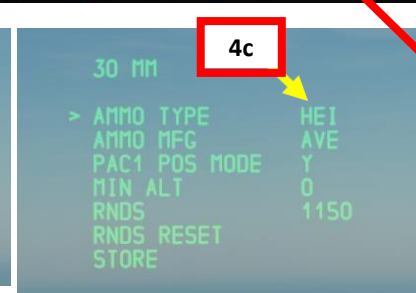 4c
30 MM
> AMMO TYPE HEI
AMMO MFG AVE
PAC1 POS MODE Y
MIN ALT 0
RNDS 1150
RNDS RESET
STORE